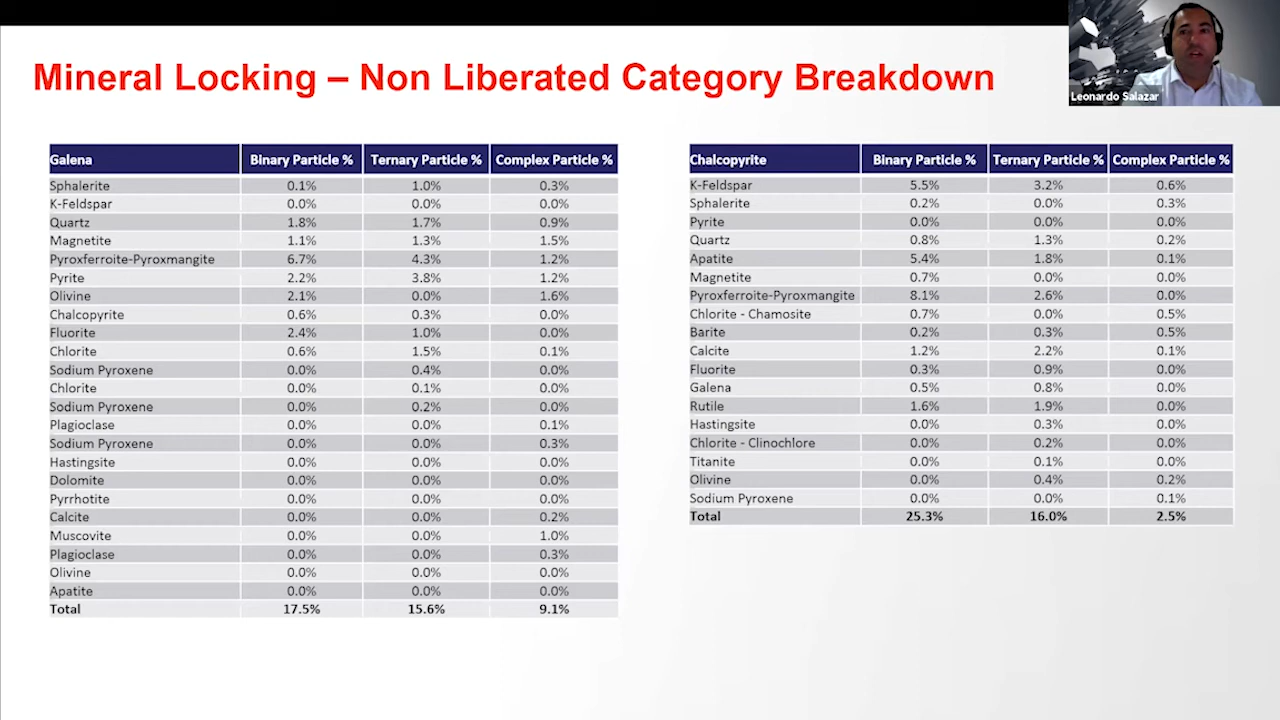 Mineral Locking – Non Liberated Category Breakdown
Leonardo Salazar
Galena Binary Particle % Ternary Particle % Complex Particle %
Sphalerite 0.1% 1.0% 0.3%
K-Feldspar 0.0% 0.0% 0.0%
Quartz 1.8% 1.7% 0.9%
Magnetite 1.1% 1.3% 1.5%
Pyroxferroite-Pyroxmangite 6.7% 4.3% 1.2%
Pyrite 2.2% 3.8% 1.2%
Olivine 2.1% 0.0% 1.6%
Chalcopyrite 0.6% 0.3% 0.0%
Fluorite 2.4% 1.0% 0.0%
Chlorite 0.6% 1.5% 0.1%
Sodium Pyroxene 0.0% 0.4% 0.0%
Chlorite 0.0% 0.1% 0.0%
Sodium Pyroxene 0.0% 0.2% 0.0%
Plagioclase 0.0% 0.0% 0.1%
Sodium Pyroxene 0.0% 0.0% 0.3%
Hastingsite 0.0% 0.0% 0.0%
Dolomite 0.0% 0.0% 0.0%
Pyrrhotite 0.0% 0.0% 0.0%
Calcite 0.0% 0.0% 0.2%
Muscovite 0.0% 0.0% 1.0%
Plagioclase 0.0% 0.0% 0.3%
Olivine 0.0% 0.0% 0.0%
Apatite 0.0% 0.0% 0.0%
Total 17.5% 15.6% 9.1%
Chalcopyrite Binary Particle % Ternary Particle % Complex Particle %
K-Feldspar 5.5% 3.2% 0.6%
Sphalerite 0.2% 0.0% 0.3%
Pyrite 0.0% 0.0% 0.0%
Quartz 0.8% 1.3% 0.2%
Apatite 5.4% 1.8% 0.1%
Magnetite 0.7% 0.0% 0.0%
Pyroxferroite-Pyroxmangite 8.1% 2.6% 0.0%
Chlorite - Chamosite 0.7% 0.0% 0.5%
Barite 0.2% 0.3% 0.5%
Calcite 1.2% 2.2% 0.1%
Fluorite 0.3% 0.9% 0.0%
Galena 0.5% 0.8% 0.0%
Rutile 1.6% 1.9% 0.0%
Hastingsite 0.0% 0.3% 0.0%
Chlorite - Clinochlore 0.0% 0.2% 0.0%
Titanite 0.0% 0.1% 0.0%
Olivine 0.0% 0.4% 0.2%
Sodium Pyroxene 0.0% 0.0% 0.1%
Total 25.3% 16.0% 2.5%